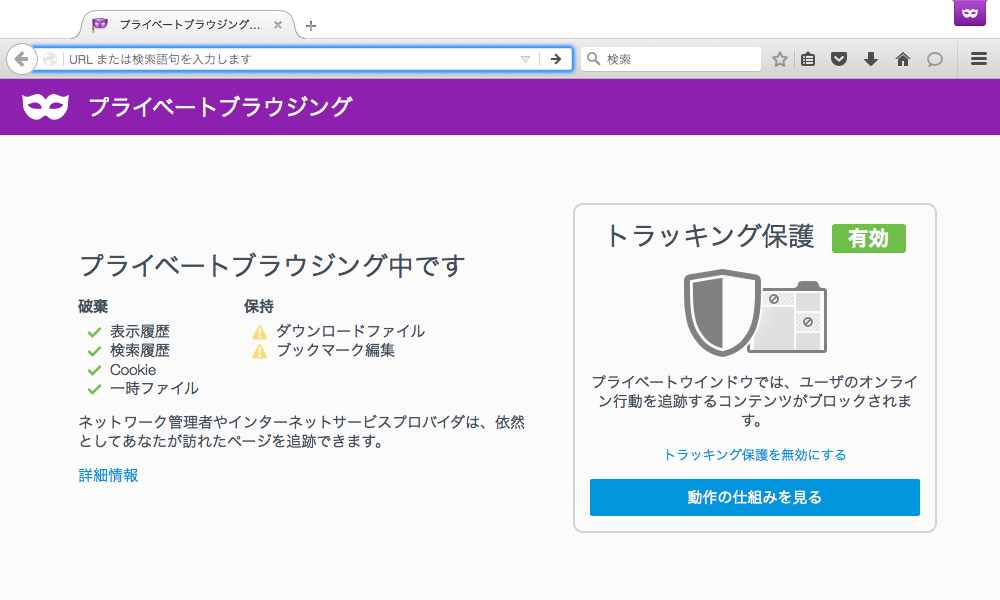 プライベートブラウジング...
URL または検索語句を入力します
検索
プライベートブラウジング
プライベートブラウジング中です
破棄
表示履歴
検索履歴
Cookie
一時ファイル
保持
ダウンロードファイル
ブックマーク編集
ネットワーク管理者やインターネットサービスプロバイダは、依然
としてあなたが訪れたページを追跡できます。
詳細情報
トラッキング保護 有効
プライベートウインドウでは、ユーザのオンライ
ン行動を追跡するコンテンツがブロックされま
す。
トラッキング保護を無効にする
動作の仕組みを見る